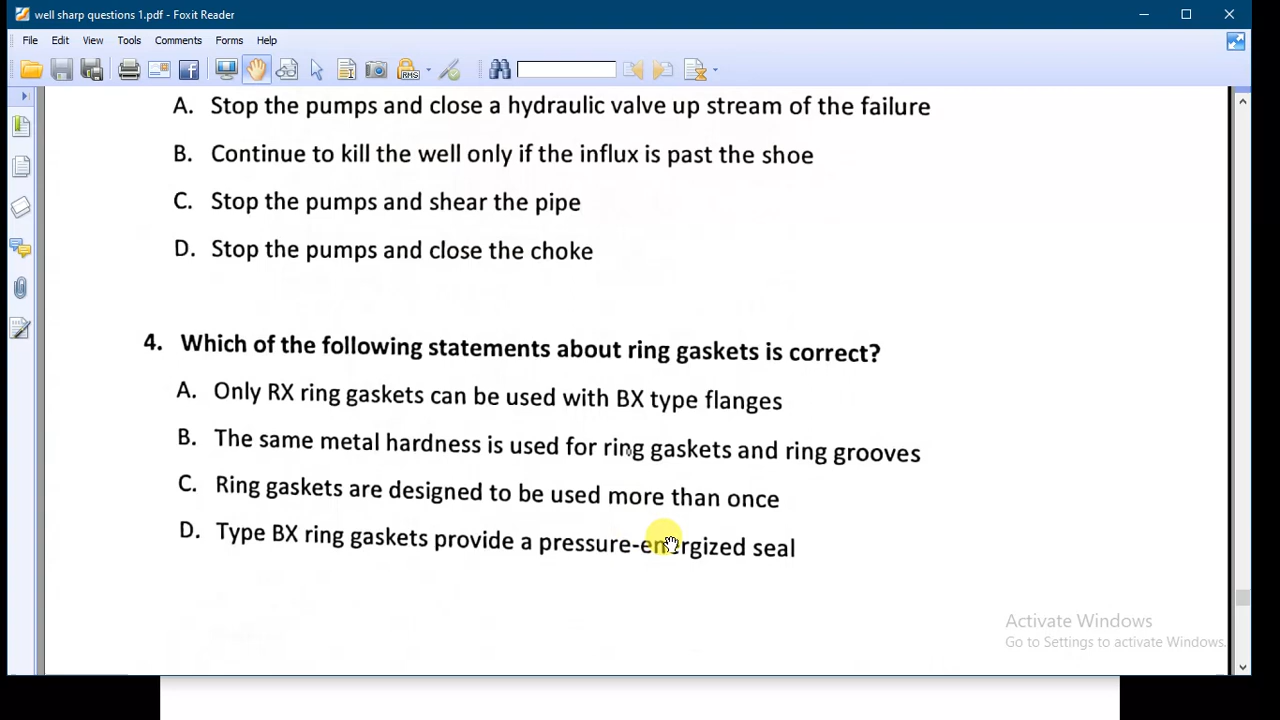 well sharp questions 1.pdf - Foxit Reader
File Edit View Tools Comments Forms Help
RMS
A. Stop the pumps and close a hydraulic valve up stream of the failure
B. Continue to kill the well only if the influx is past the shoe
C. Stop the pumps and shear the pipe
D. Stop the pumps and close the choke
4. Which of the following statements about ring gaskets is correct?
A. Only RX ring gaskets can be used with BX type flanges
B. The same metal hardness is used for ring gaskets and ring grooves
C. Ring gaskets are designed to be used more than once
D. Type BX ring gaskets provide a pressure-energized seal
Activate Windows
Go to Settings to activate Windows.